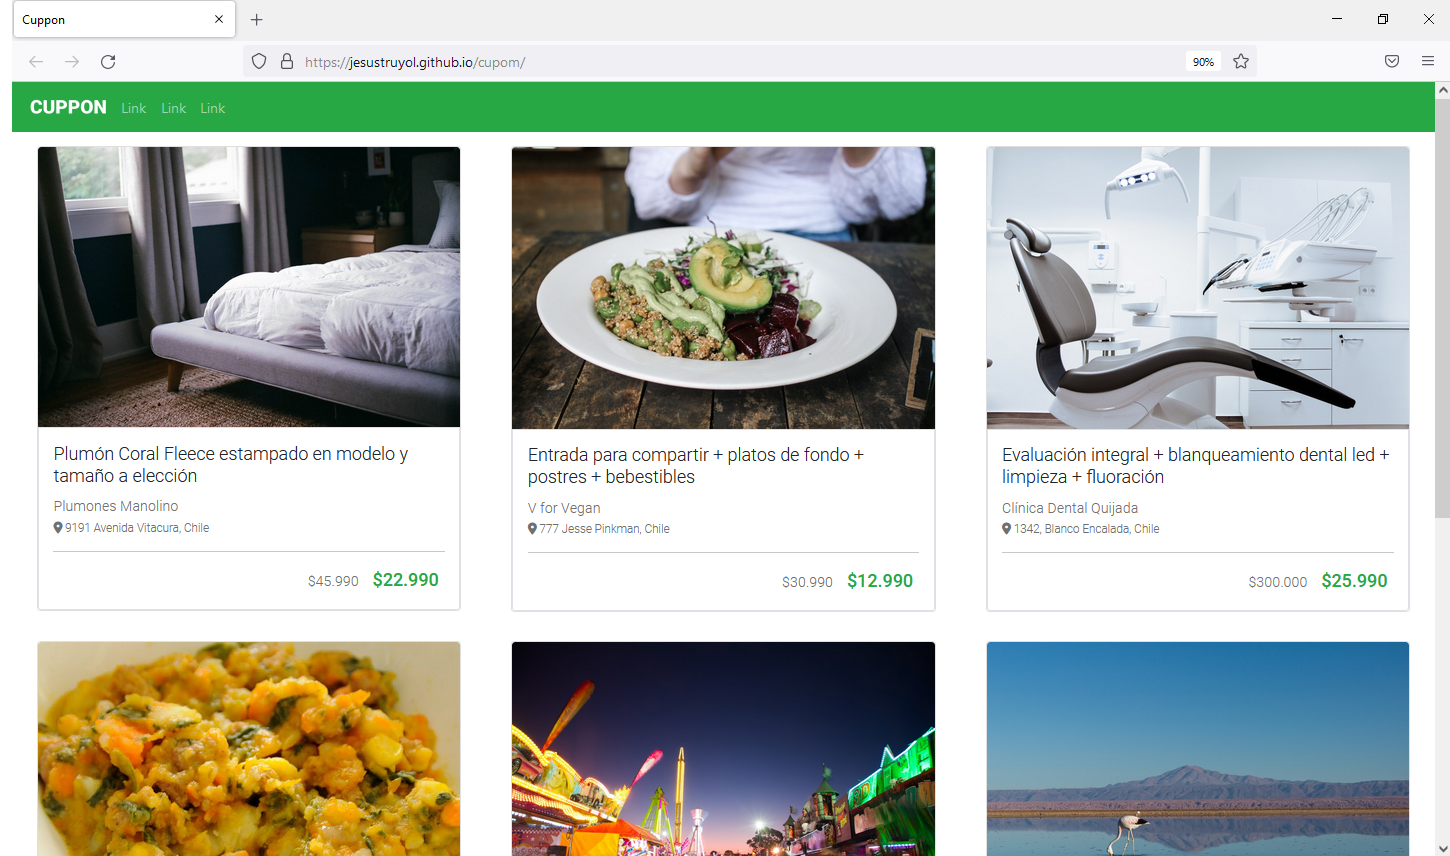 Cuppon
https://jesustruyol.github.io/cupom/
90%
CUPPON Link Link Link
Plumón Coral Fleece estampado en modelo y
tamaño a elección
Plumones Manolino
9191 Avenida Vitacura, Chile
$45.990 $22.990
Entrada para compartir + platos de fondo +
postres + bebestibles
V for Vegan
777 Jesse Pinkman, Chile
$30.990 $12.990
Evaluación integral + blanqueamiento dental led +
limpieza + fluoración
Clínica Dental Quijada
1342, Blanco Encalada, Chile
$300.000 $25.990